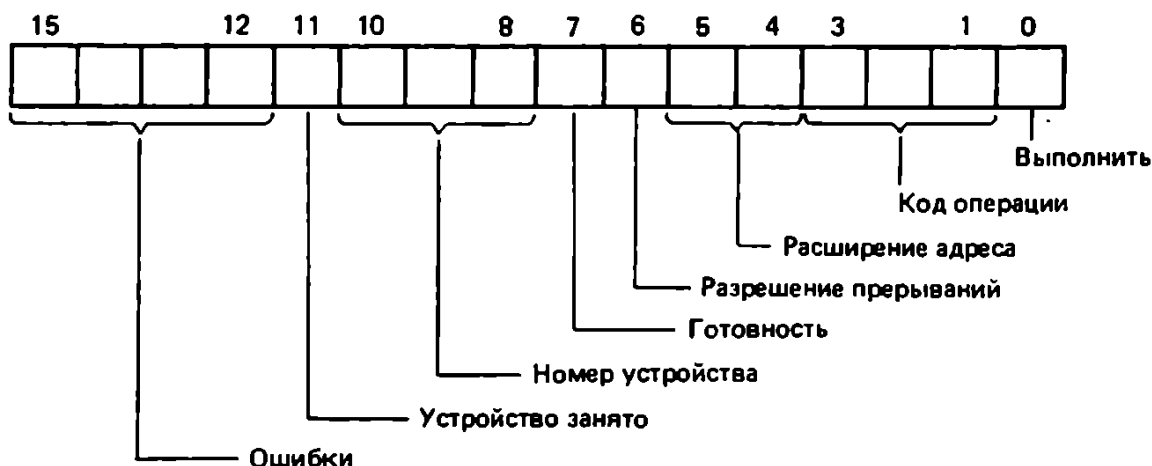 15 12 11 10 8 7 6 5 4 3 1 0
Выполнить
Код операции
Расширение адреса
Разрешение прерываний
Готовность
Номер устройства
Устройство занято
Ошибки